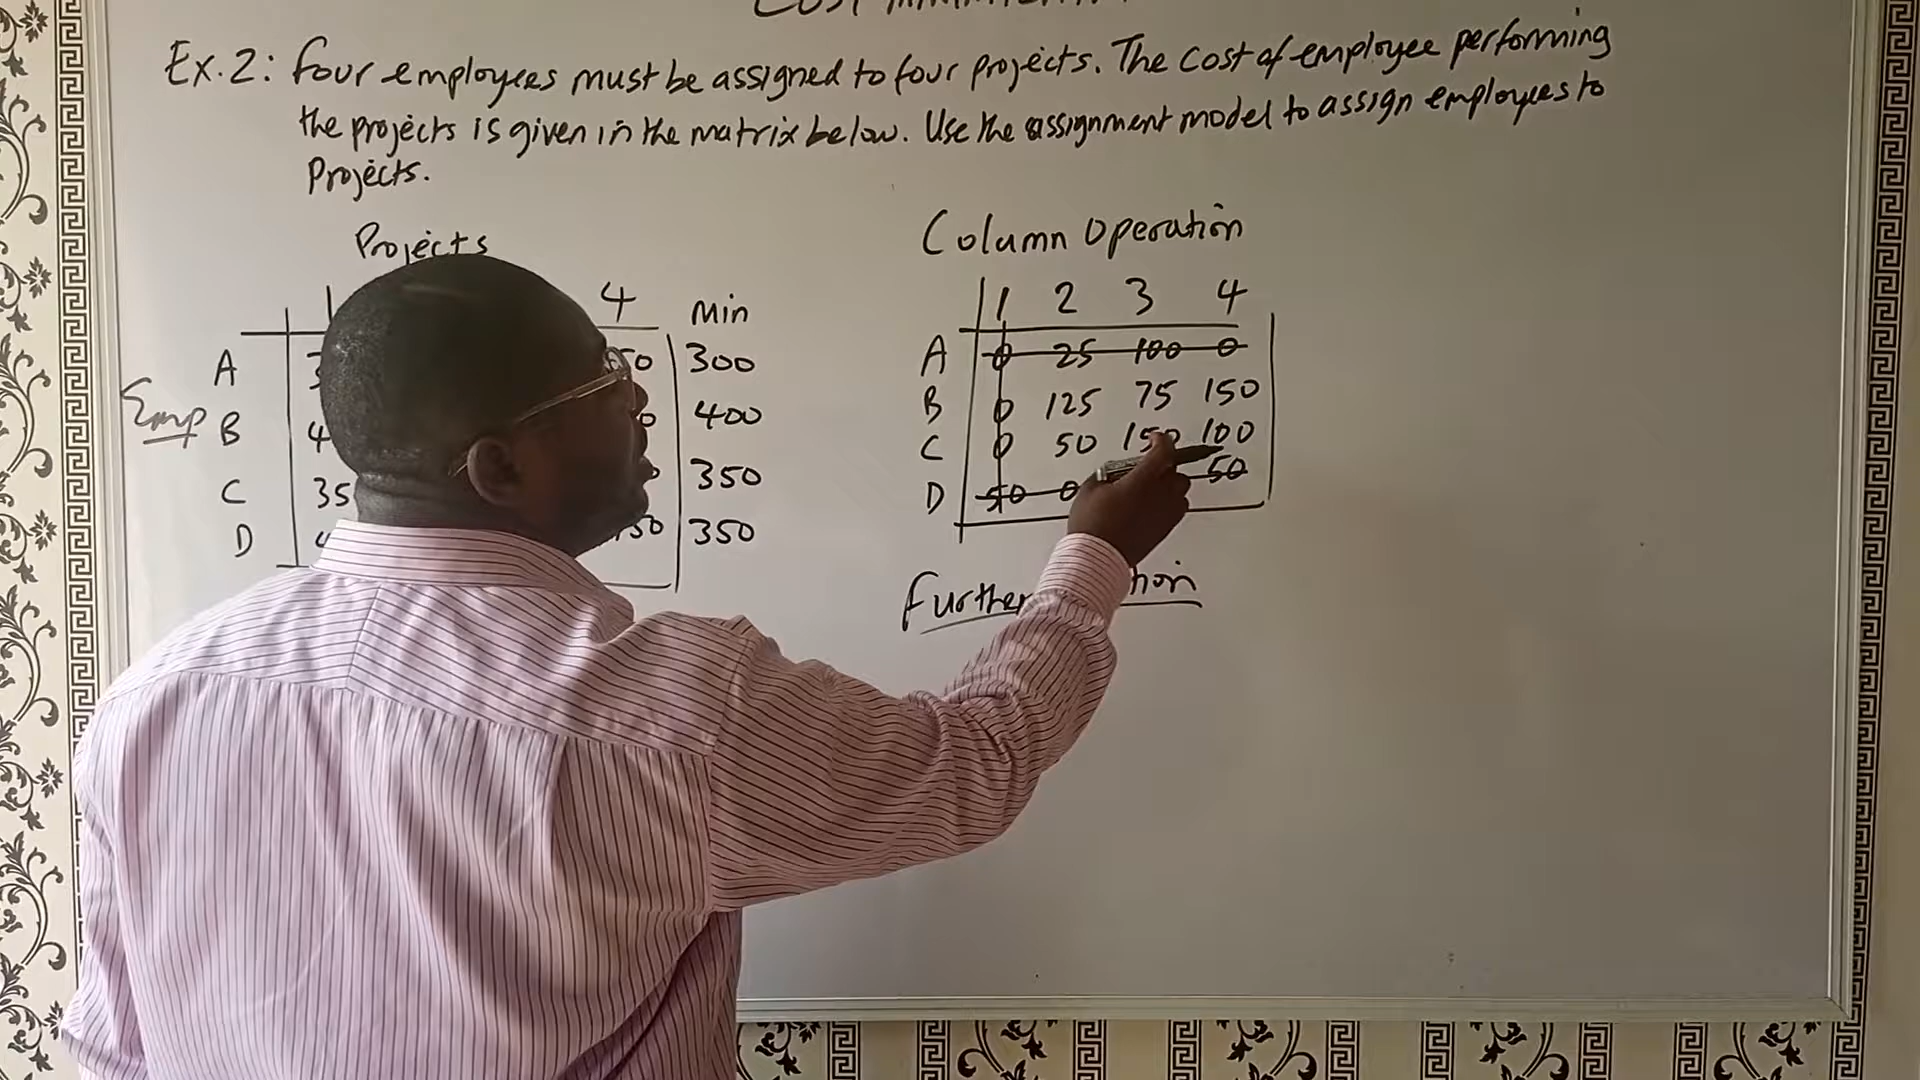 Ex.2: Four employees must be assigned to four projects. The cost of employee performing
the projects is given in the matrix below. Use the assignment model to assign employees to
Projects.
Projects
4 Min
A 300
Emp B 400
C 35 350
D 350
Column Operation
1 2 3 4
A 0 25 100 0
B 0 125 75 150
C 0 50 150 100
D 50 0 50
Further